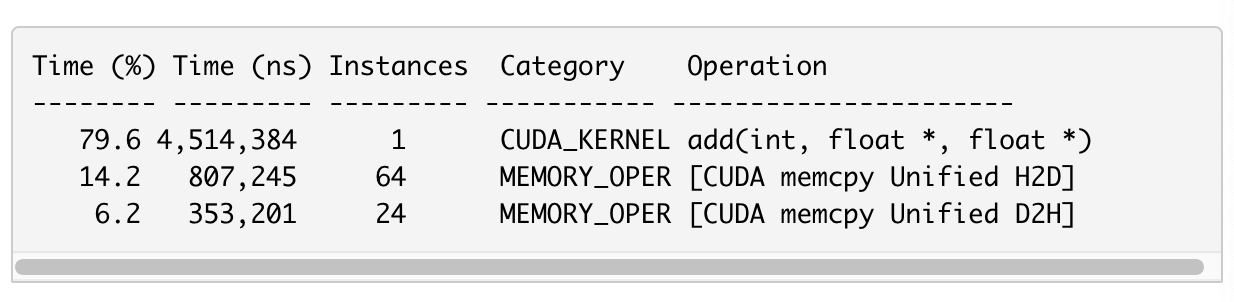 Time (%) Time (ns) Instances  Category    Operation
-------- --------- --------- ----------- ----------------------
   79.6 4,514,384      1      CUDA_KERNEL add(int, float *, float *)
   14.2   807,245     64      MEMORY_OPER [CUDA memcpy Unified H2D]
    6.2   353,201     24      MEMORY_OPER [CUDA memcpy Unified D2H]